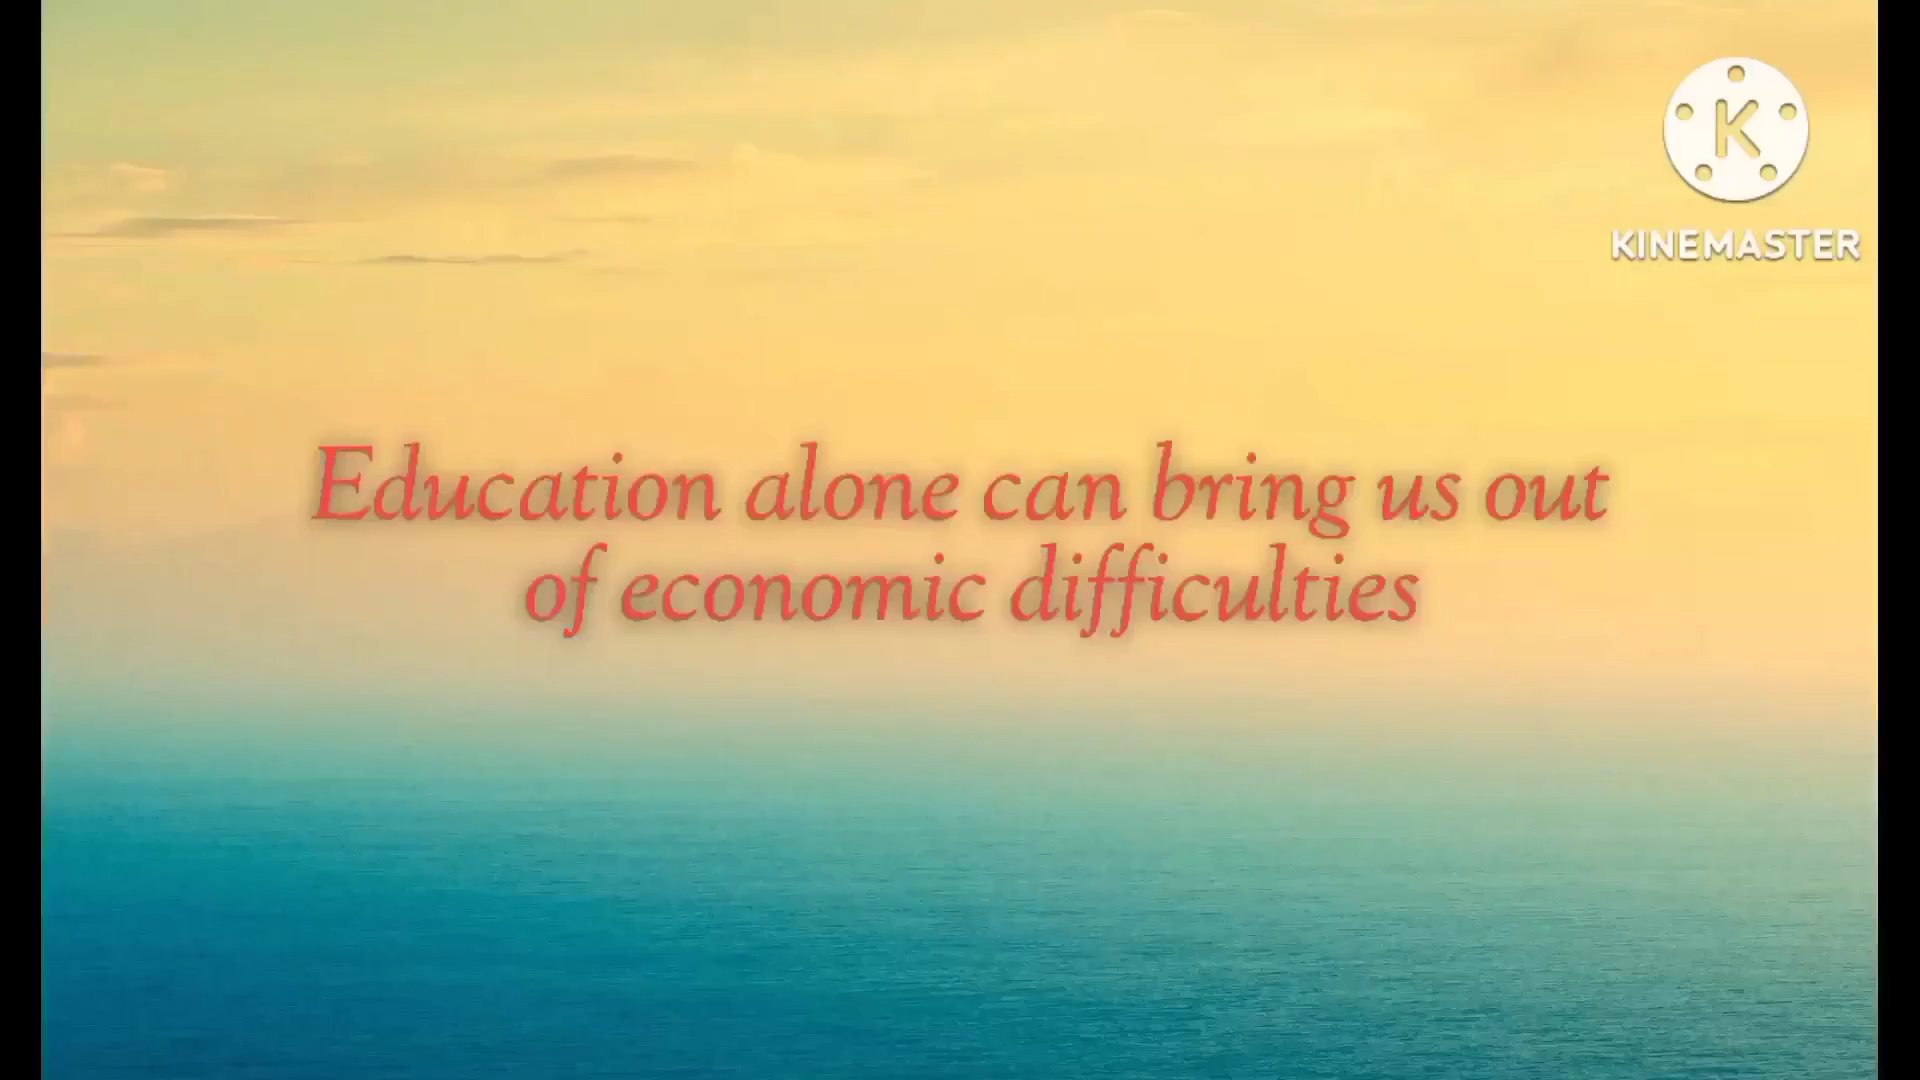 K
KINEMASTER
Education alone can bring us out
of economic difficulties